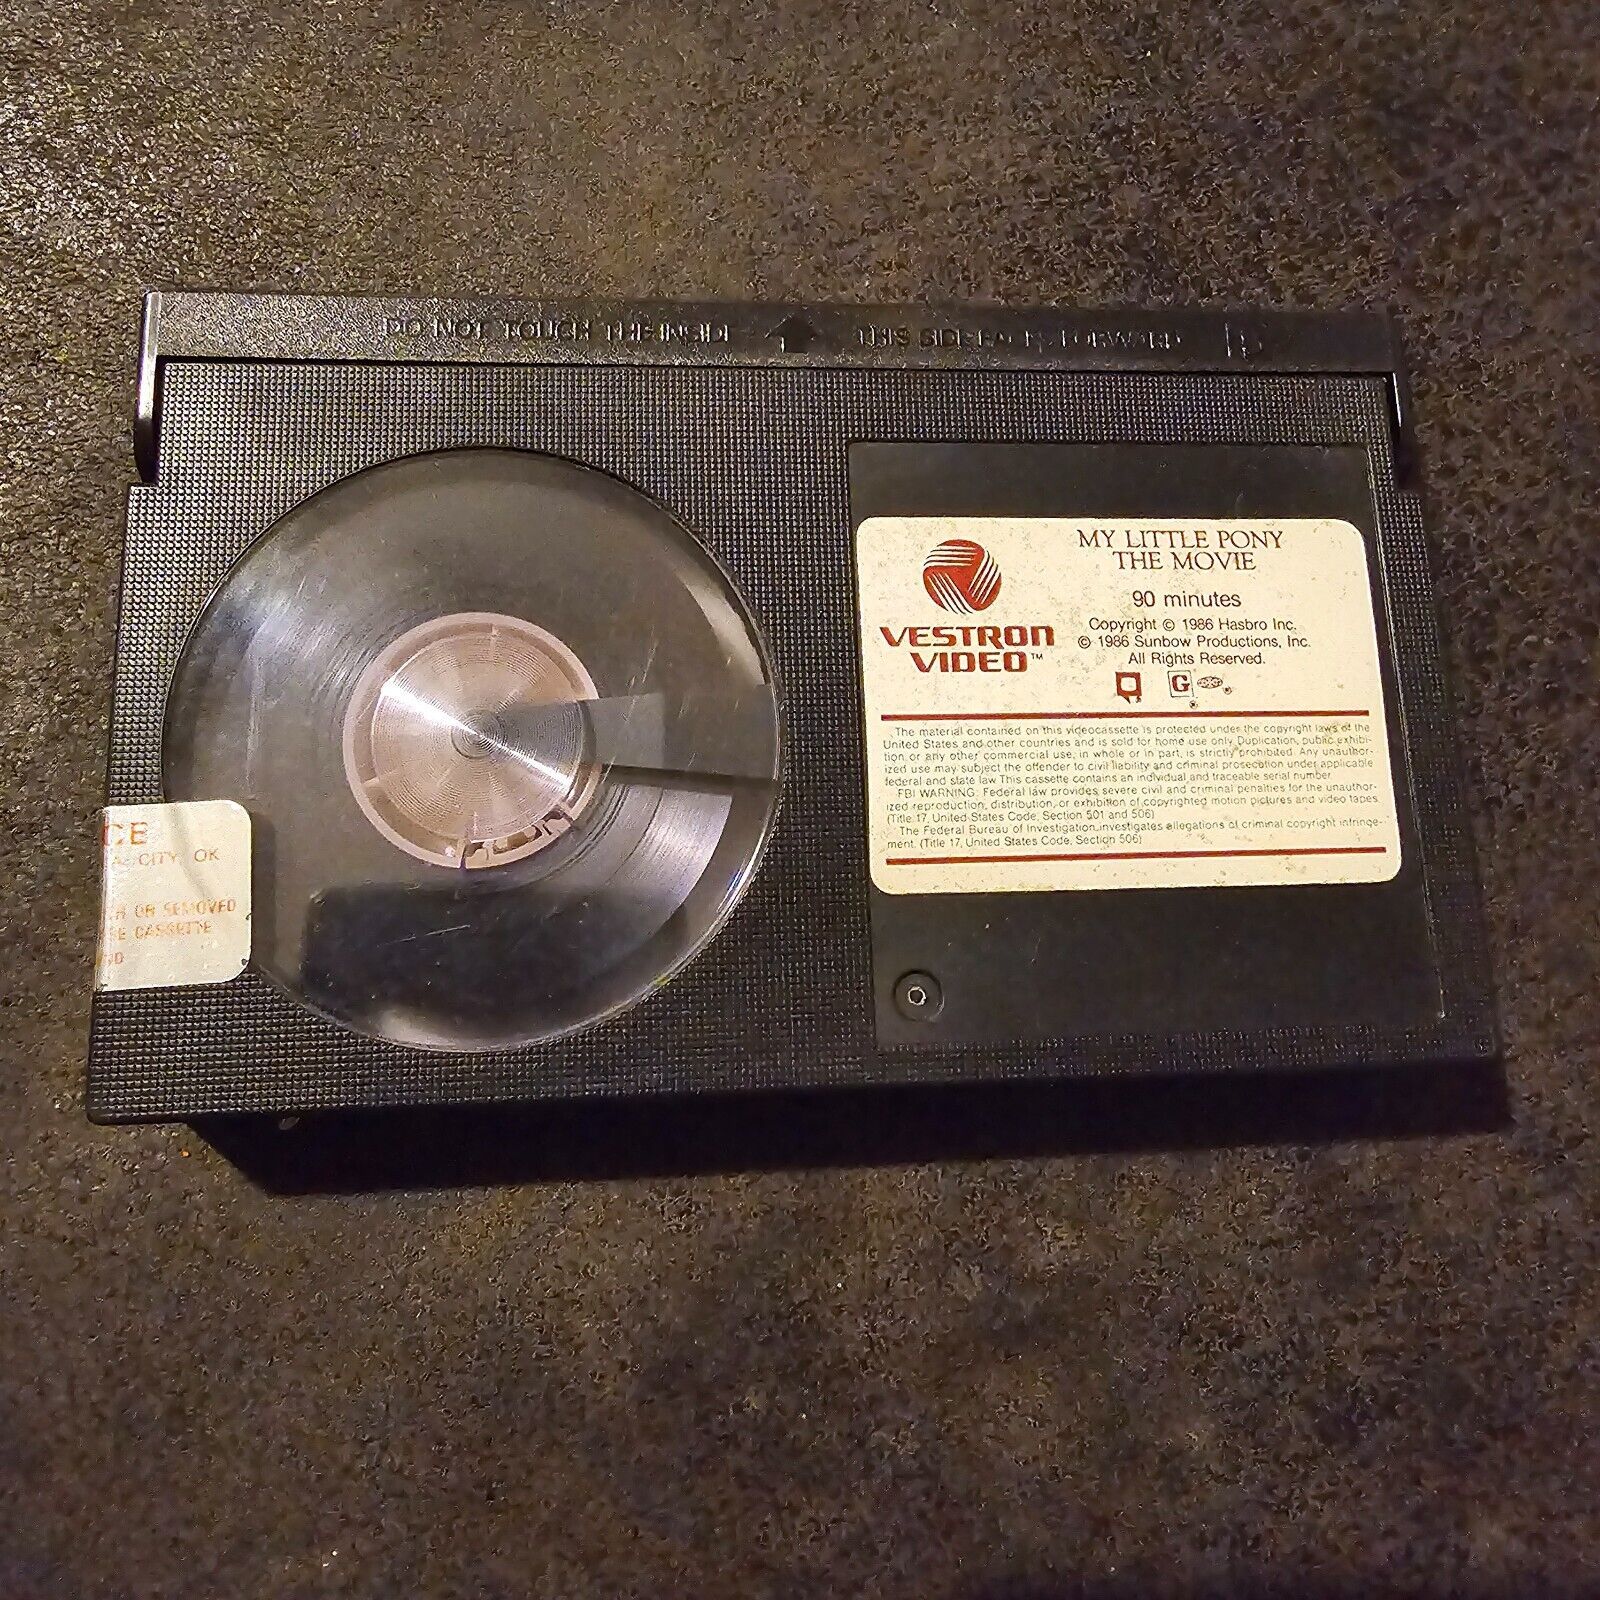 DO NOT TOUCH THE INSIDE THIS SIDE FACES FORWARD
MY LITTLE PONY
THE MOVIE
90 minutes
Copyright © 1986 Hasbro Inc.
© 1986 Sunbow Productions, Inc.
All Rights Reserved.
VESTRON
VIDEO™
G
The material contained on this videocassette is protected under the copyright laws of the
United States and other countries and is sold for home use only. Duplication, public exhibi-
tion, or any other commercial use, in whole or in part, is strictly prohibited. Any unauthor-
ized use may subject the offender to civil liability and criminal prosecution under applicable
federal and state law. This cassette contains an individual and traceable serial number.
FBI WARNING: Federal law provides severe civil and criminal penalties for the unauthor-
ized reproduction, distribution, or exhibition of copyrighted motion pictures and video tapes.
(Title 17, United States Code, Section 501 and 506)
The Federal Bureau of Investigation investigates allegations of criminal copyright infringe-
ment. (Title 17, United States Code, Section 506)
CE
CITY, OK
OR REMOVED
CASSETTE